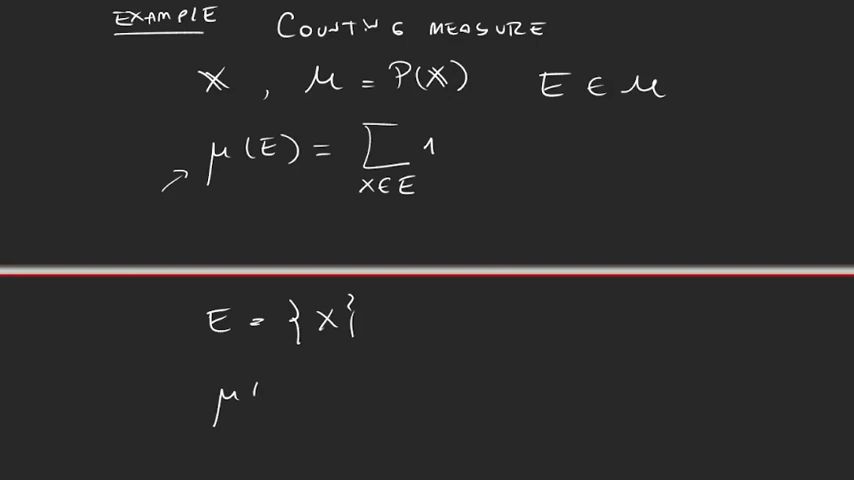 EXAMPLE COUNTING MEASURE
X , M = P(X) E ∈ M
μ(E) = ∑ 1
x∈E
E = {x}
μ(